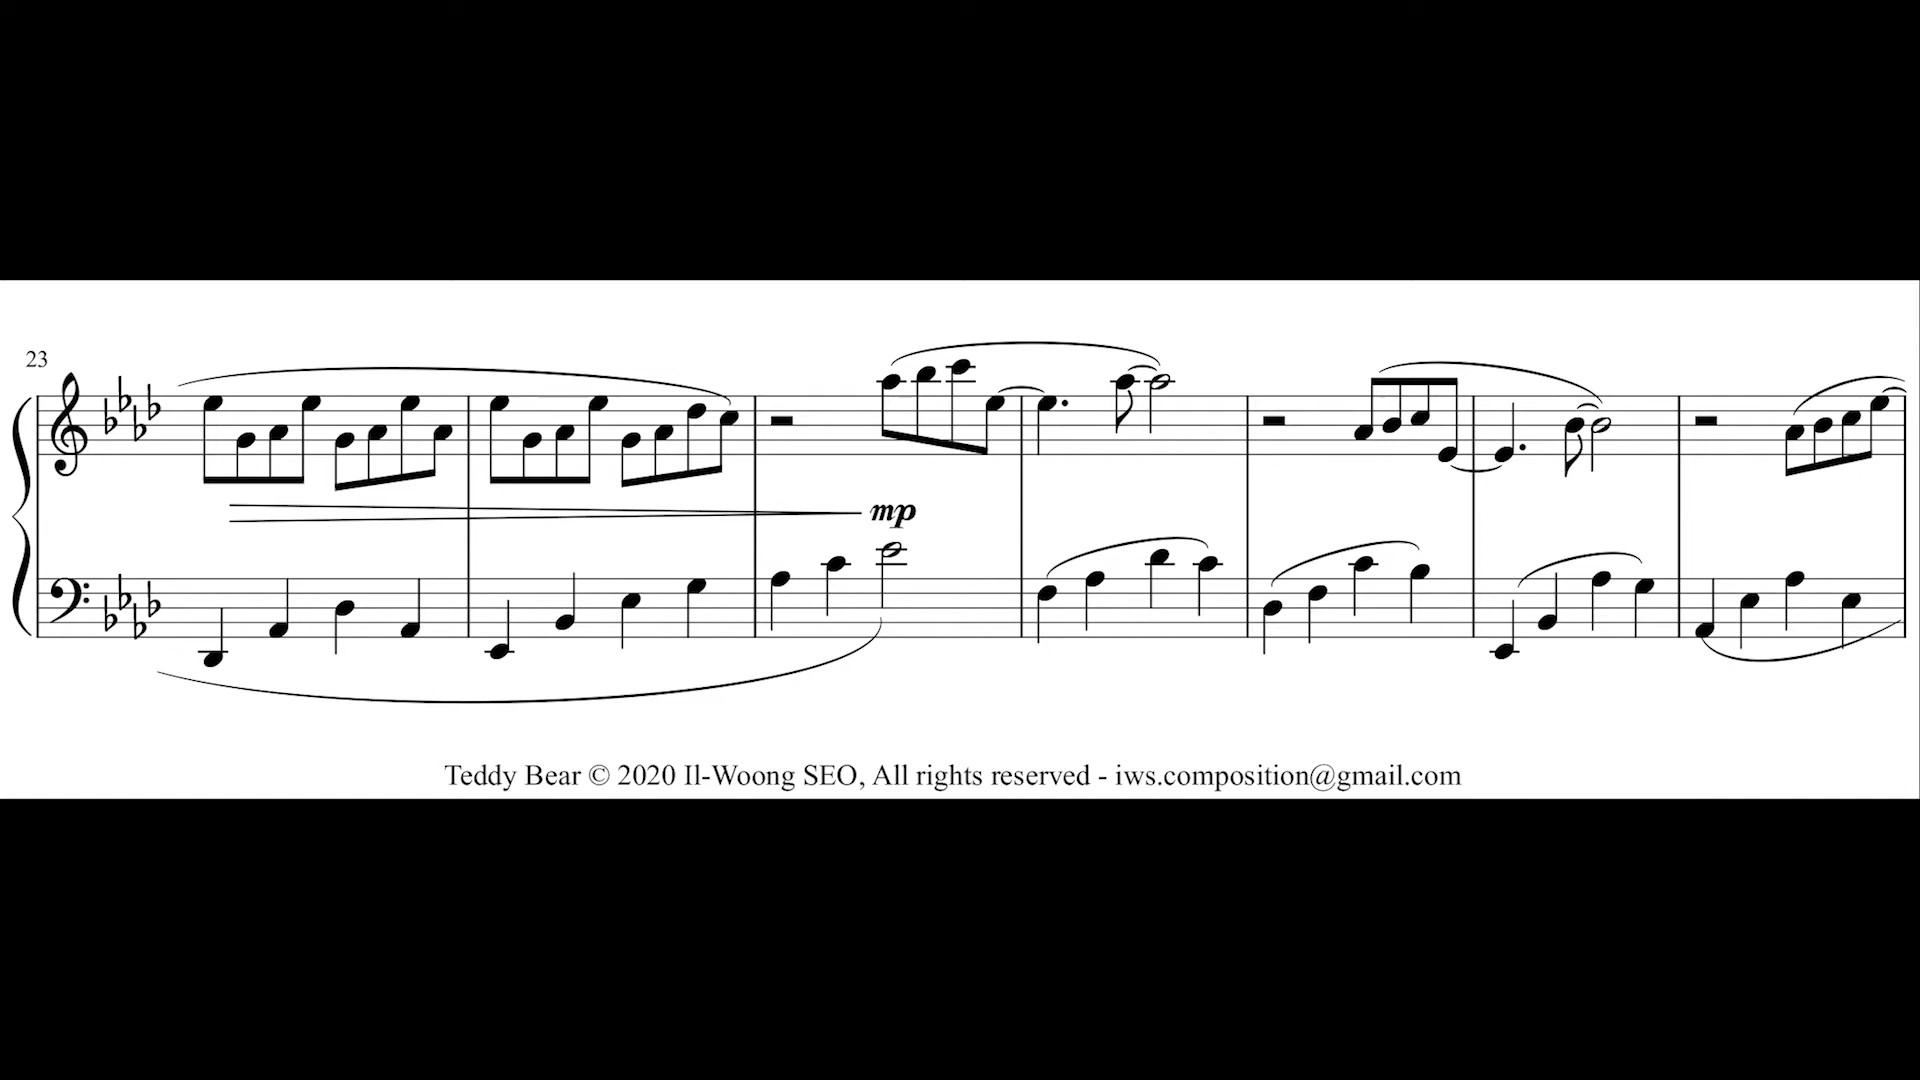 23
mp
Teddy Bear © 2020 Il-Woong SEO, All rights reserved - iws.composition@gmail.com